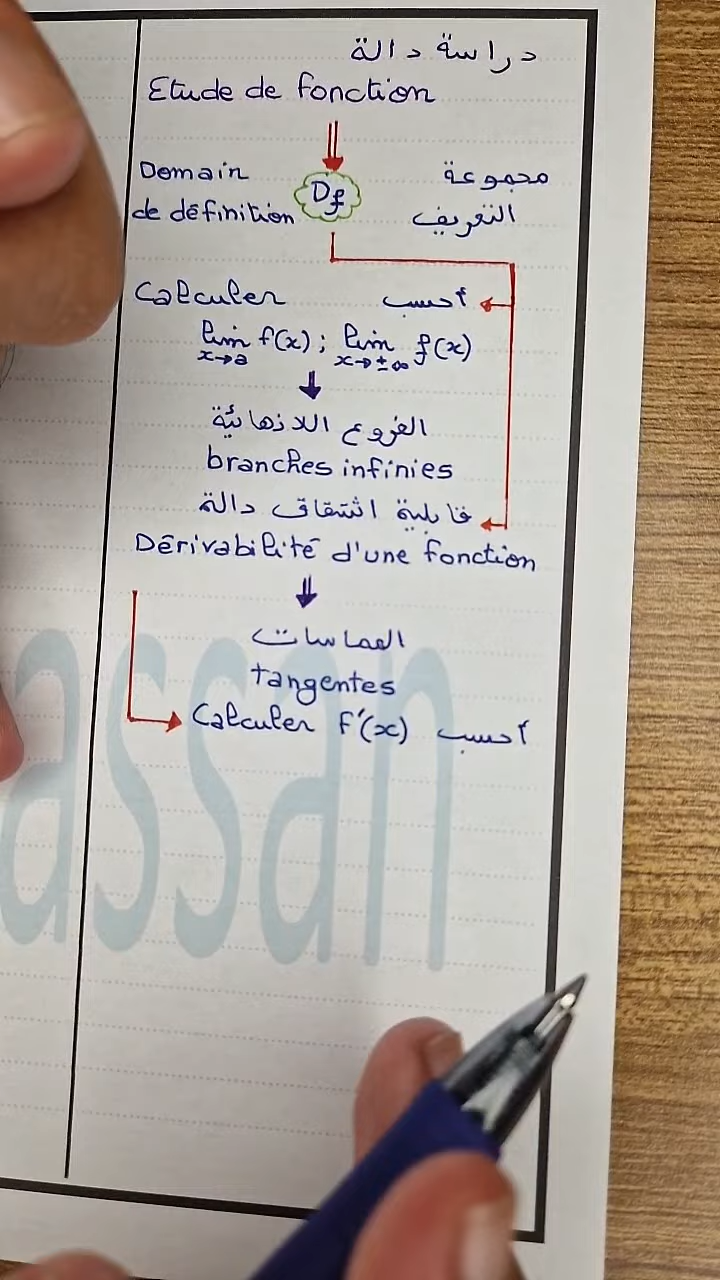 دراسة دالة
Etude de fonction
Domain
de définition
Df
مجموعة
التعريف
Calculer أحسب
lim f(x) ; lim f(x)
x→a x→±∞
الفروع اللانهائية
branches infinies
قابلية اشتقاق دالة
Dérivabilité d'une fonction
المماسات
tangentes
Calculer f'(x) أحسب
assan